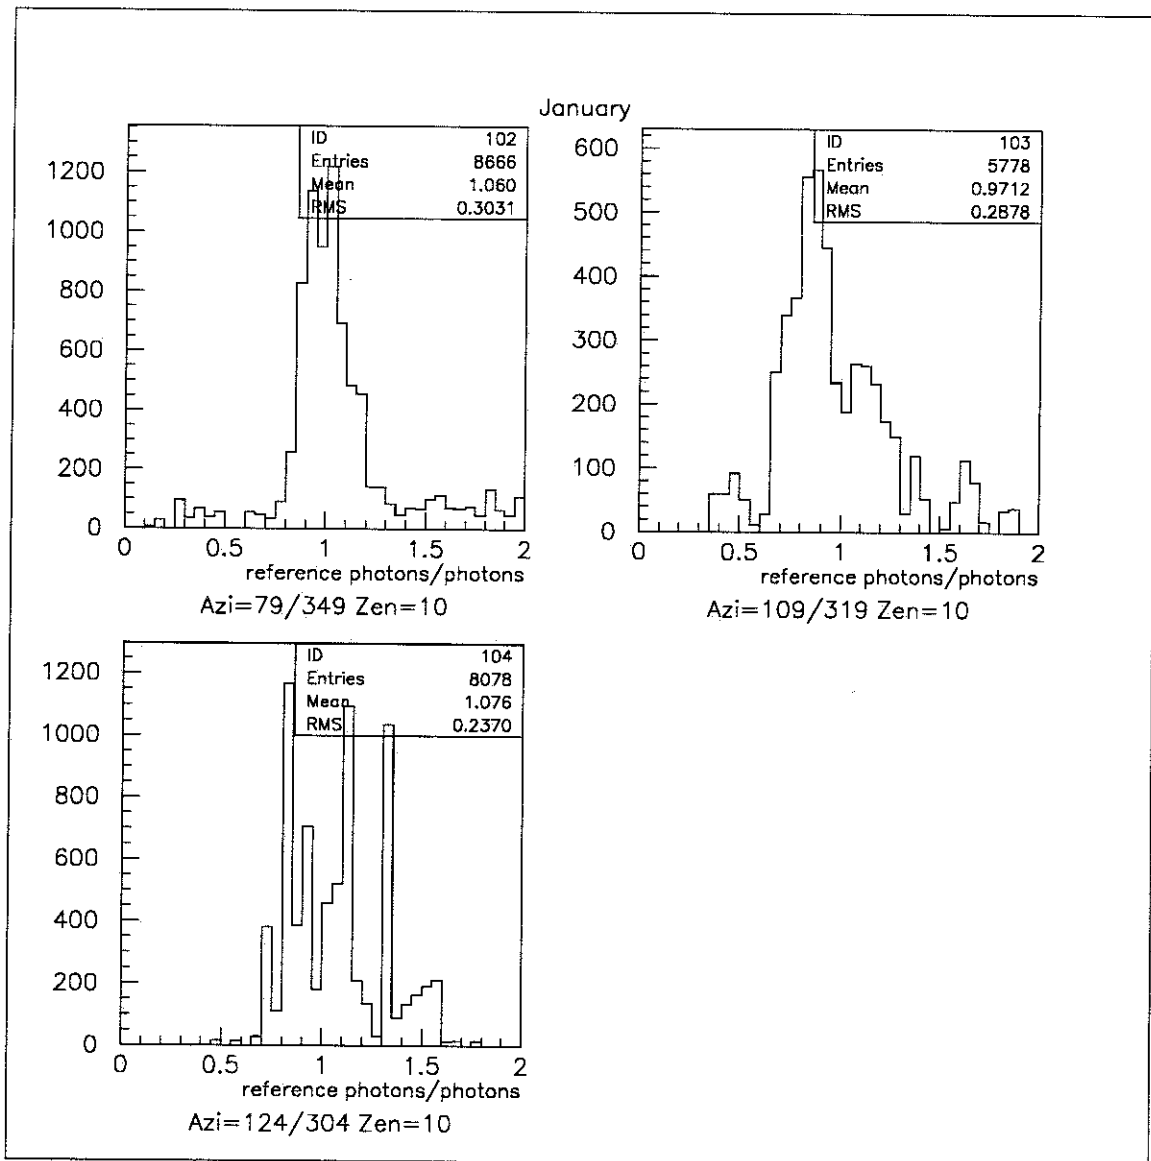 January
ID 102
Entries 8666
Mean 1.060
RMS 0.3031
1200
1000
800
600
400
200
0
0 0.5 1 1.5 2
reference photons/photons
Azi=79/349 Zen=10
ID 103
Entries 5778
Mean 0.9712
RMS 0.2878
600
500
400
300
200
100
0
0 0.5 1 1.5 2
reference photons/photons
Azi=109/319 Zen=10
ID 104
Entries 8078
Mean 1.076
RMS 0.2370
1200
1000
800
600
400
200
0
0 0.5 1 1.5 2
reference photons/photons
Azi=124/304 Zen=10